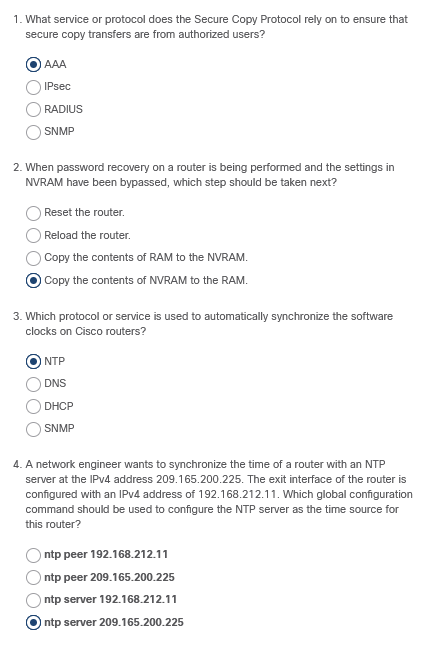 1. What service or protocol does the Secure Copy Protocol rely on to ensure that
secure copy transfers are from authorized users?
AAA
IPsec
RADIUS
SNMP
2. When password recovery on a router is being performed and the settings in
NVRAM have been bypassed, which step should be taken next?
Reset the router.
Reload the router.
Copy the contents of RAM to the NVRAM.
Copy the contents of NVRAM to the RAM.
3. Which protocol or service is used to automatically synchronize the software
clocks on Cisco routers?
NTP
DNS
DHCP
SNMP
4. A network engineer wants to synchronize the time of a router with an NTP
server at the IPv4 address 209.165.200.225. The exit interface of the router is
configured with an IPv4 address of 192.168.212.11. Which global configuration
command should be used to configure the NTP server as the time source for
this router?
ntp peer 192.168.212.11
ntp peer 209.165.200.225
ntp server 192.168.212.11
ntp server 209.165.200.225